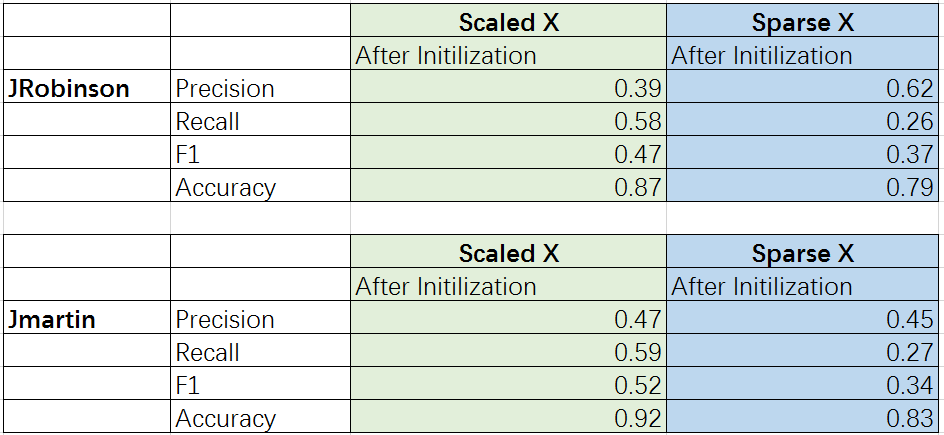 Scaled X Sparse X
After Initilization After Initilization
JRobinson Precision 0.39 0.62
Recall 0.58 0.26
F1 0.47 0.37
Accuracy 0.87 0.79
Scaled X Sparse X
After Initilization After Initilization
Jmartin Precision 0.47 0.45
Recall 0.59 0.27
F1 0.52 0.34
Accuracy 0.92 0.83